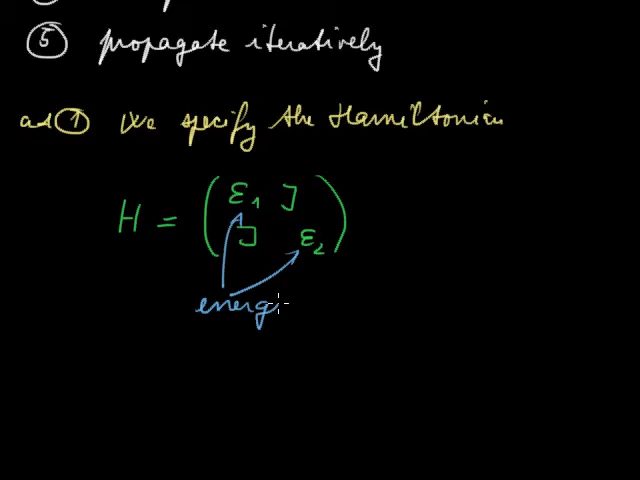 ⑤ propagate iteratively
ad ① We specify the Hamiltonian
H = ( ε₁ J
J ε₂ )
energ